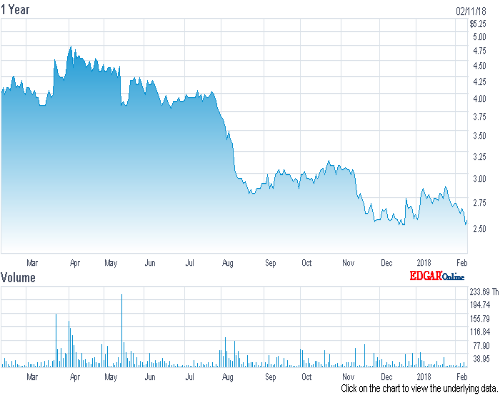 1 Year 02/11/18
$5.25
5.00
4.75
4.50
4.25
4.00
3.75
3.50
3.25
3.00
2.75
2.50
Mar Apr May Jun Jul Aug Sep Oct Nov Dec 2018 Feb
EDGAR Online
Volume
233.69 Th
194.74
155.79
116.84
77.90
38.95
Mar Apr May Jun Jul Aug Sep Oct Nov Dec 2018 Feb
Click on the chart to view the underlying data.